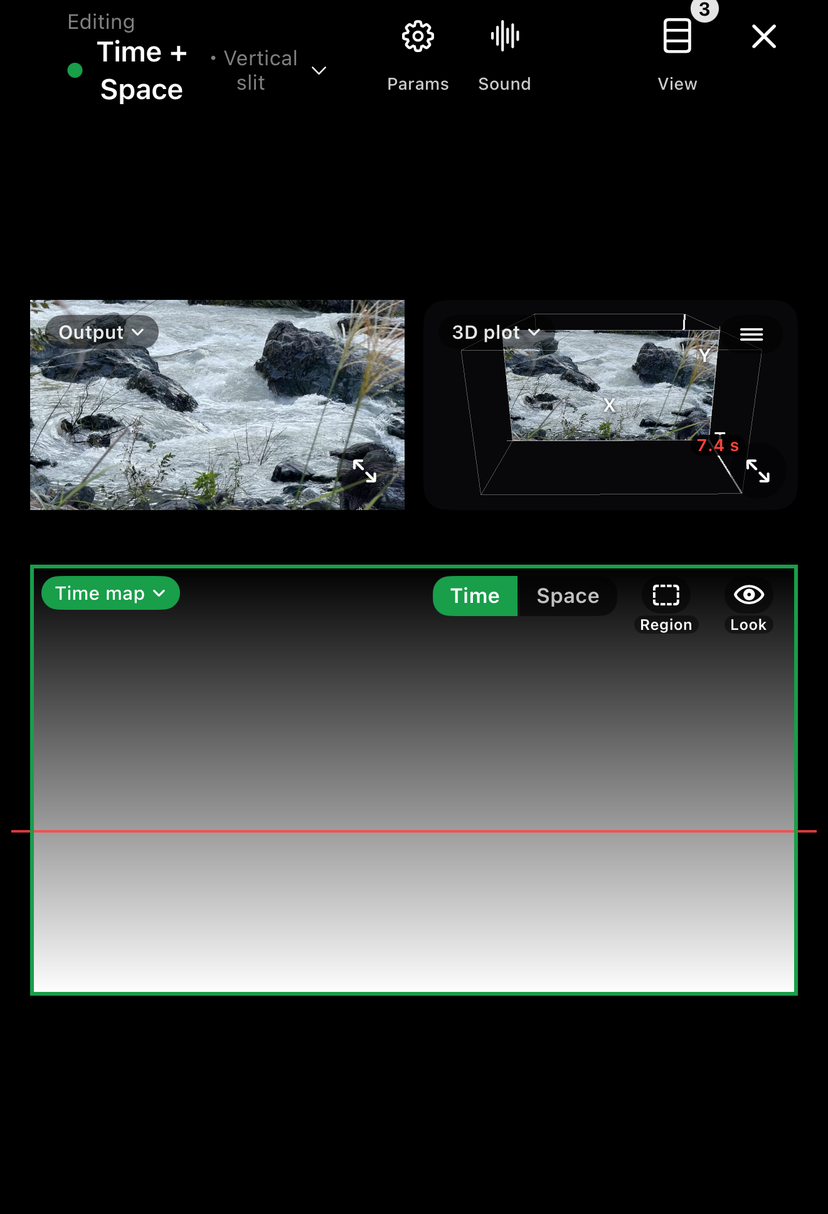 Editing
Time +
Space
• Vertical
slit
Params
Sound
3
View
Output
3D plot
Y
X
T
7.4 s
Time map
Time
Space
Region
Look